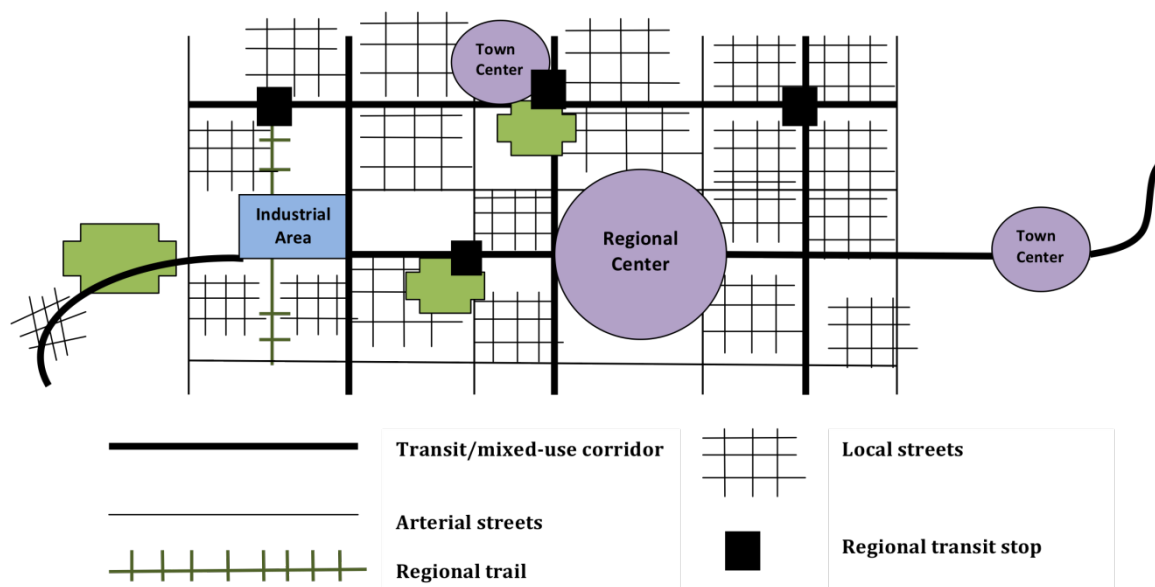 Town
Center
Industrial
Area
Regional
Center
Town
Center
Transit/mixed-use corridor
Local streets
Arterial streets
Regional transit stop
Regional trail